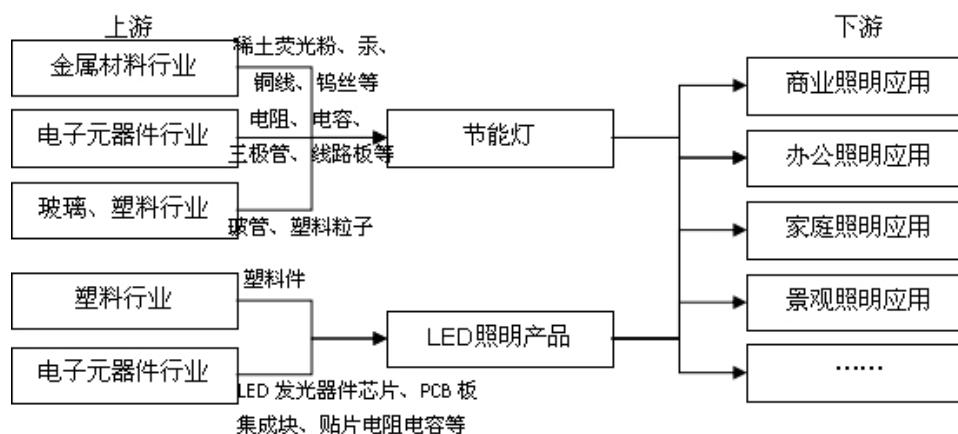 上游
下游
金属材料行业
稀土荧光粉、汞、
铜线、钨丝等
电子元器件行业
电阻、电容、
三极管、线路板等
玻璃、塑料行业
玻管、塑料粒子
节能灯
塑料行业
塑料件
电子元器件行业
LED 发光器件芯片、PCB 板
集成块、贴片电阻电容等
LED照明产品
商业照明应用
办公照明应用
家庭照明应用
景观照明应用
……